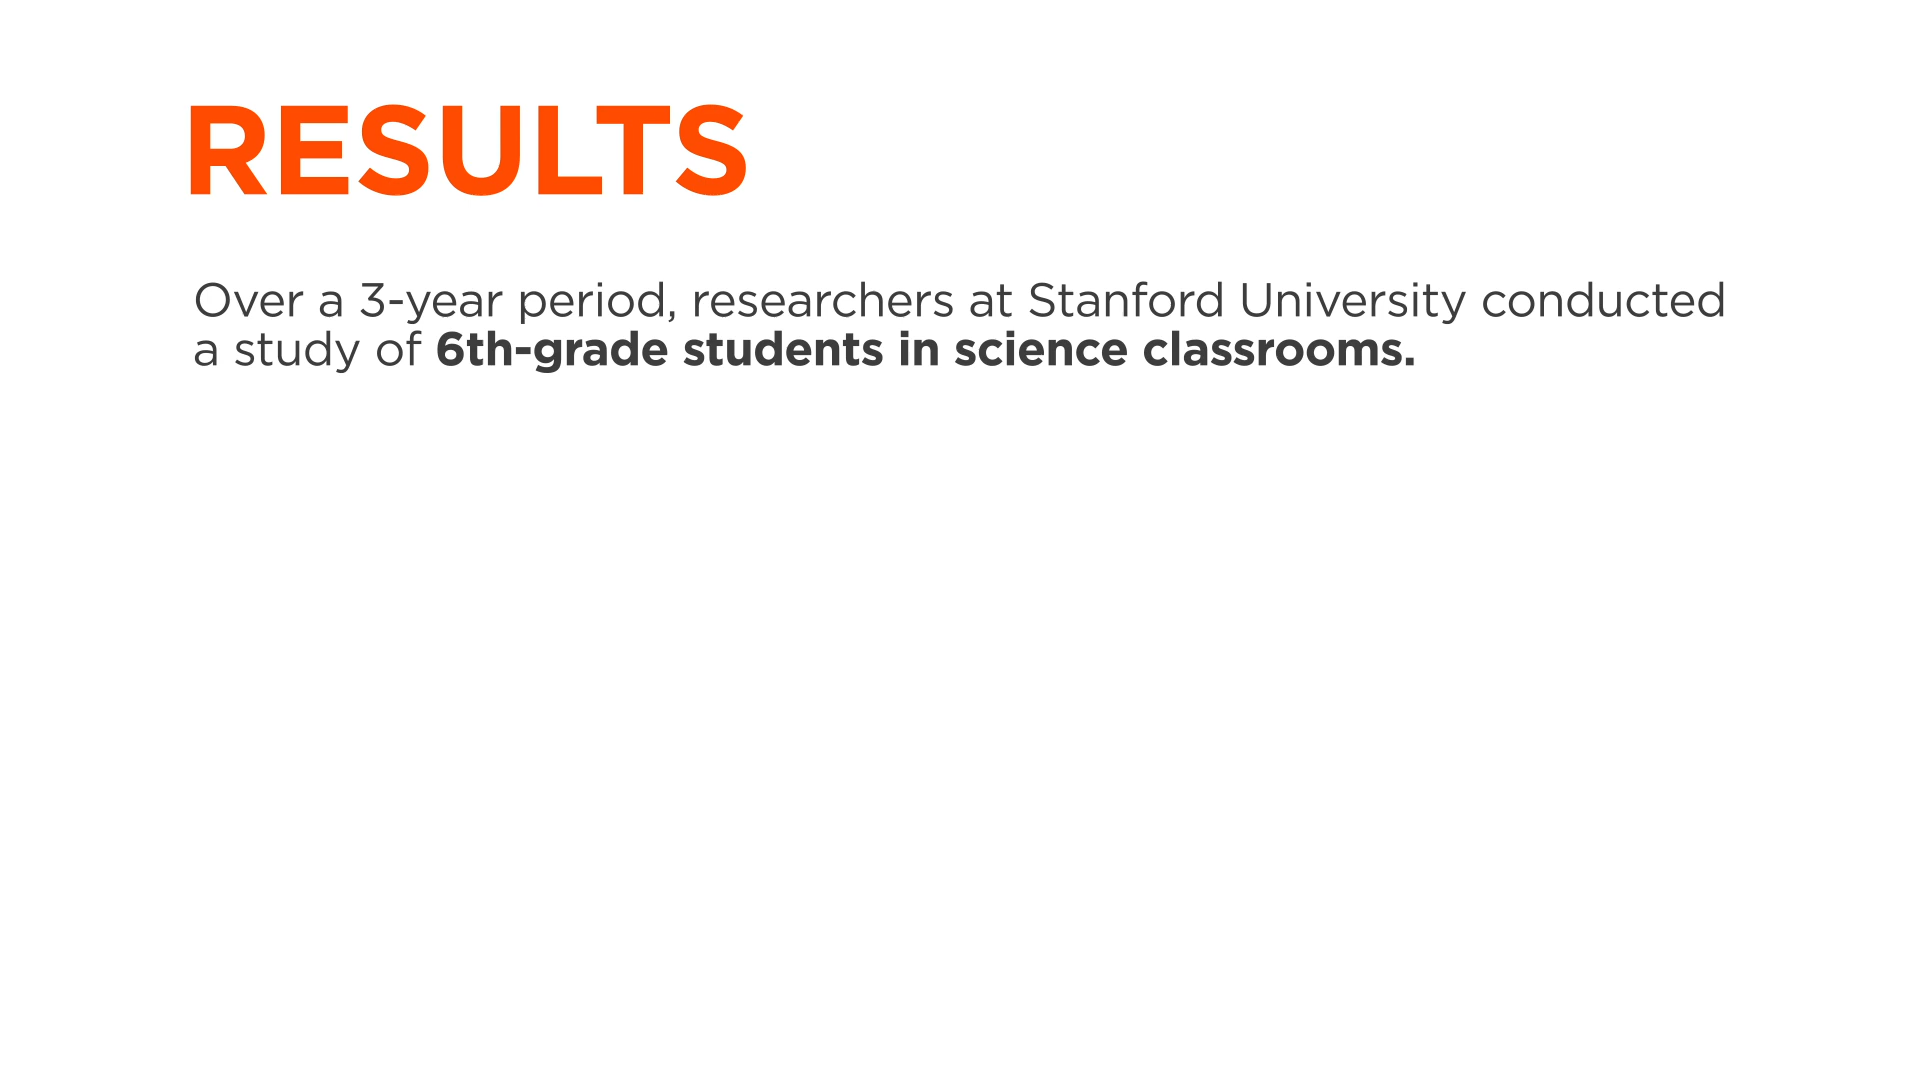 RESULTS
Over a 3-year period, researchers at Stanford University conducted
a study of 6th-grade students in science classrooms.